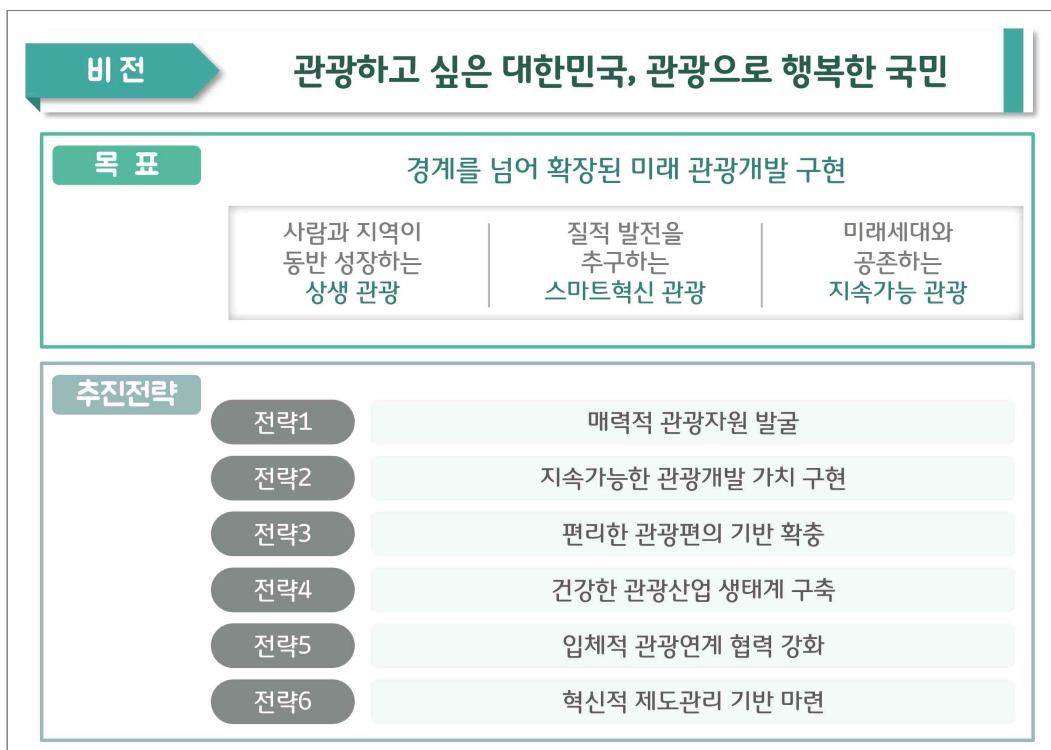 비전
관광하고 싶은 대한민국, 관광으로 행복한 국민
목 표
경계를 넘어 확장된 미래 관광개발 구현
사람과 지역이
동반 성장하는
상생 관광
질적 발전을
추구하는
스마트혁신 관광
미래세대와
공존하는
지속가능 관광
추진전략
전략1
매력적 관광자원 발굴
전략2
지속가능한 관광개발 가치 구현
전략3
편리한 관광편의 기반 확충
전략4
건강한 관광산업 생태계 구축
전략5
입체적 관광연계 협력 강화
전략6
혁신적 제도관리 기반 마련